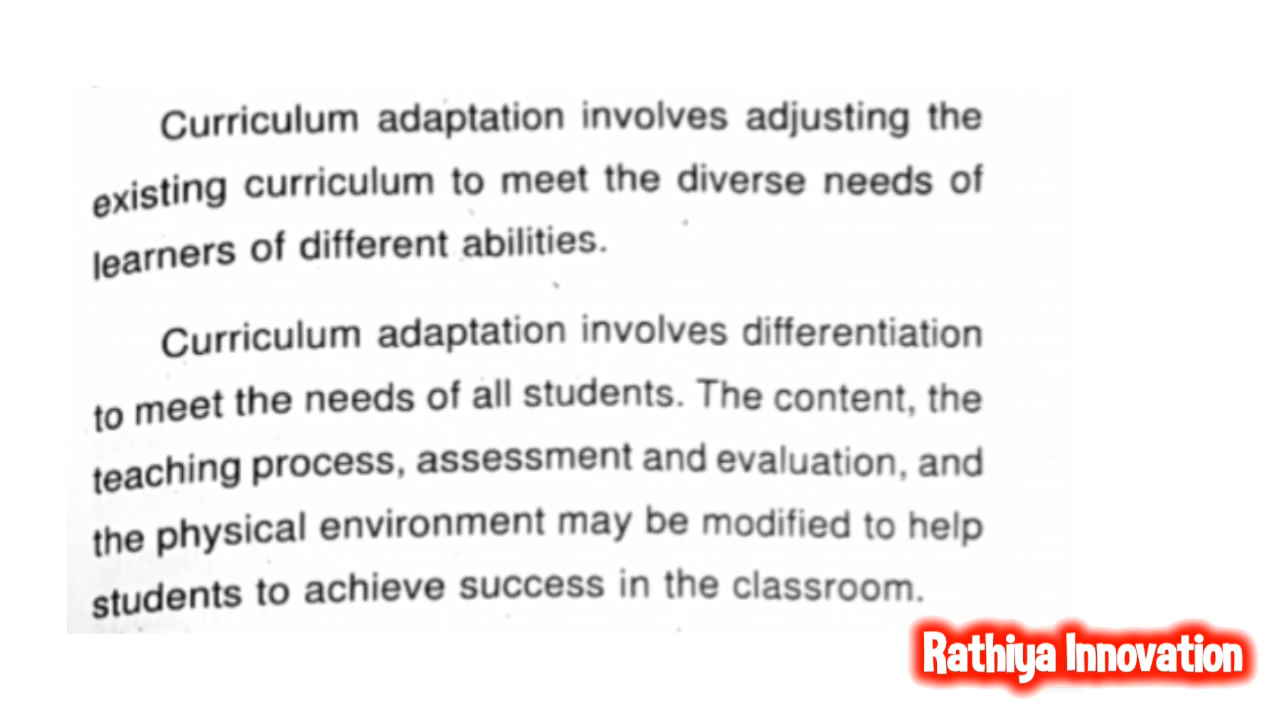 Curriculum adaptation involves adjusting the
existing curriculum to meet the diverse needs of
learners of different abilities.
Curriculum adaptation involves differentiation
to meet the needs of all students. The content, the
teaching process, assessment and evaluation, and
the physical environment may be modified to help
students to achieve success in the classroom.
Rathiya Innovation